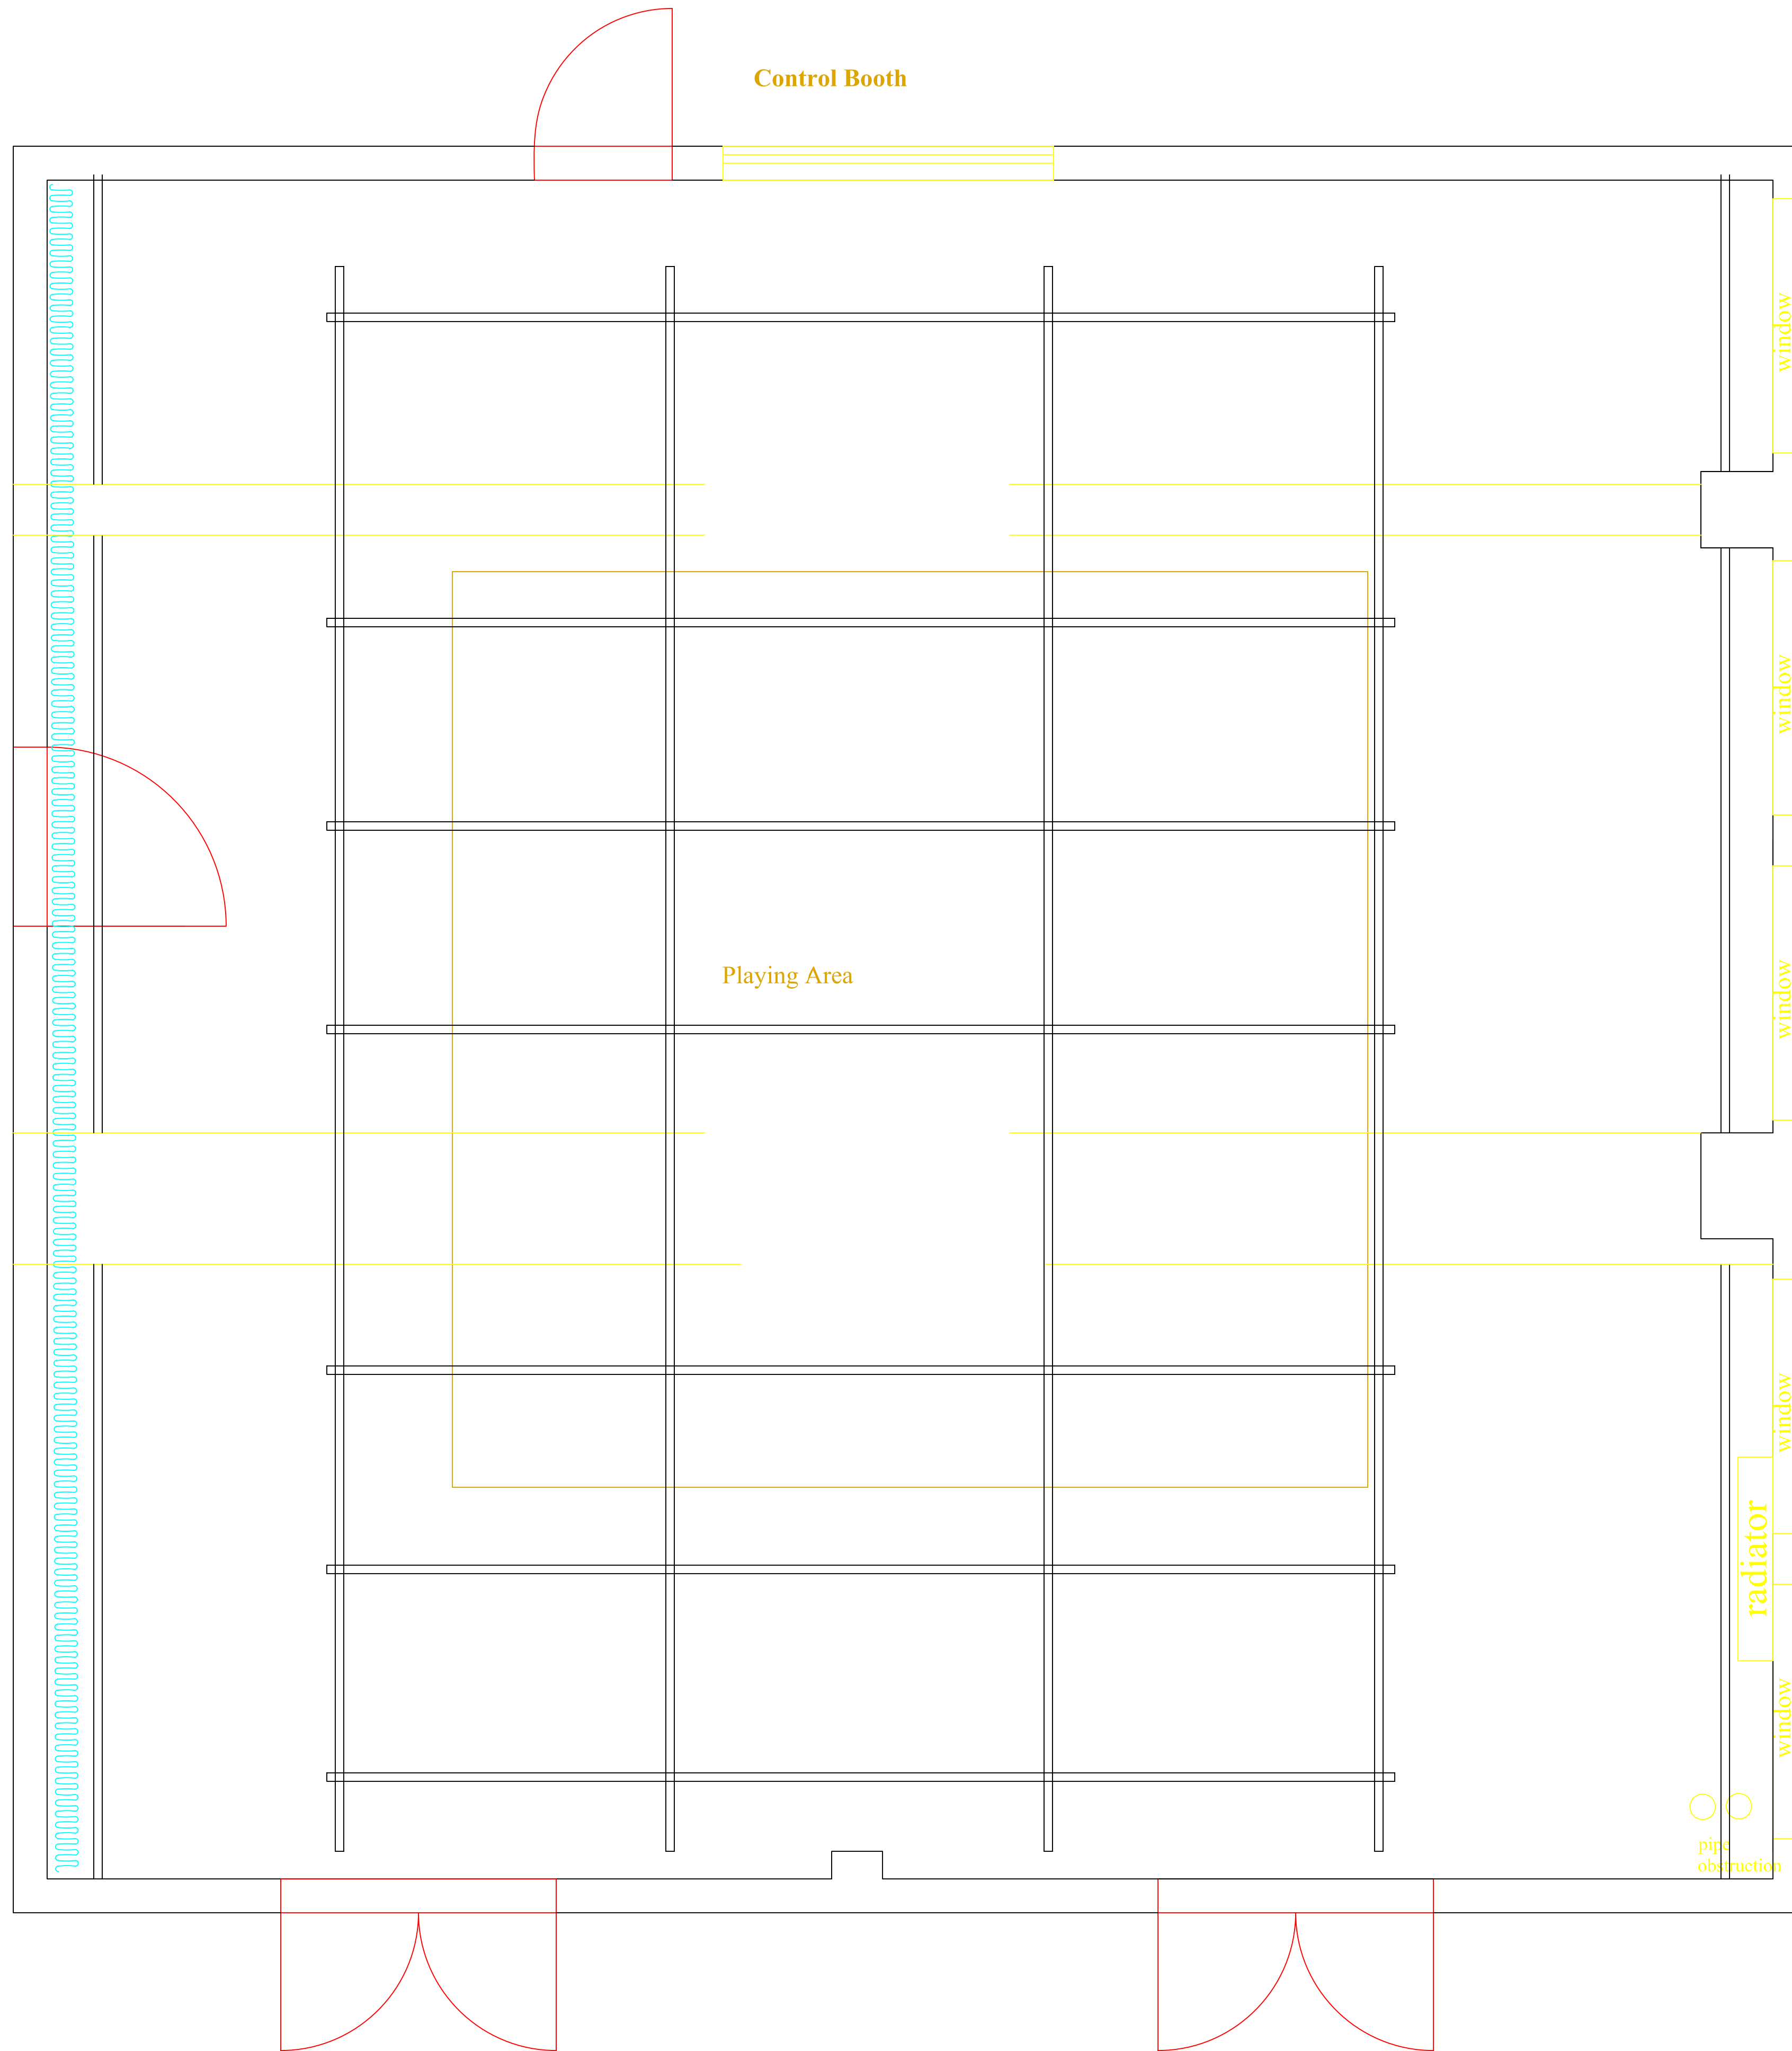 Control Booth
window
window
Playing Area
window
window
radiator
window
pipe
obstruction